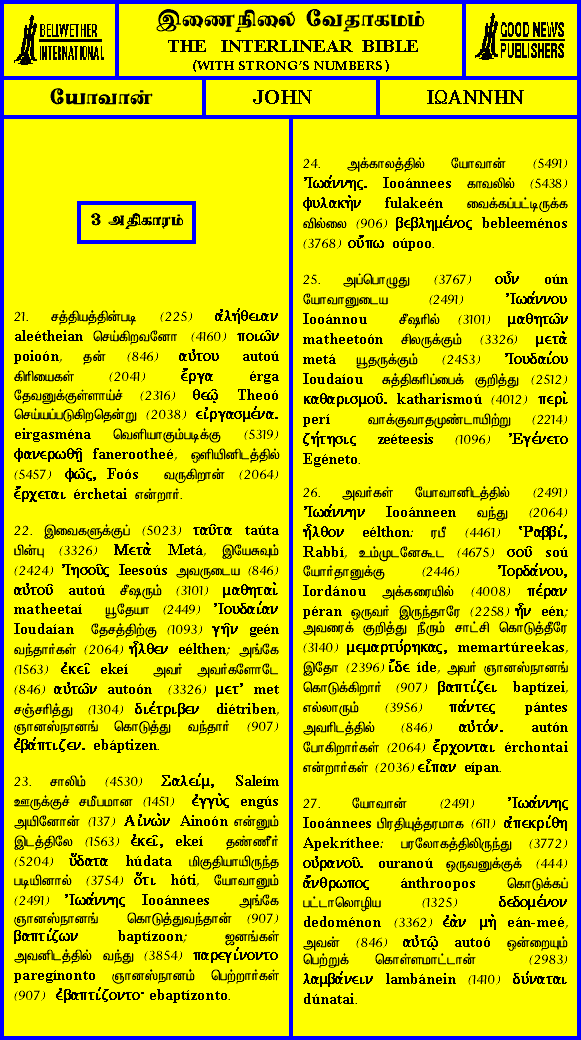 BELLWETHER
INTERNATIONAL
இணைநிலை வேதாகமம்
THE INTERLINEAR BIBLE
(WITH STRONG'S NUMBERS)
GOOD NEWS
PUBLISHERS
யோவான்
JOHN
ΙΩΑΝΝΗΝ
3 அதிகாரம்
21. சத்தியத்தின்படி (225) ἀλήθειαν
aleétheian செய்கிறவனோ (4160) ποιῶν
poioón, தன் (846) αὐτου autoú
கிரியைகள் (2041) ἔργα érga
தேவனுக்குள்ளாய்ச் (2316) θεῷ Theoó
செய்யப்படுகிறதென்று (2038) εἰργασμένα.
eirgasména வெளியாகும்படிக்கு (5319)
φανερωθῇ fanerootheé, ஒளியினிடத்தில்
(5457) φῶς, Foós வருகிறான் (2064)
ἔρχεται érchetai என்றார்.
22. இவைகளுக்குப் (5023) ταῦτα taúta
பின்பு (3326) Μετὰ Metá, இயேசுவும்
(2424) Ἰησοῦς Ieesoús அவருடைய (846)
αὐτοῦ autoú சீஷரும் (3101) μαθηταὶ
matheetaí யூதேயா (2449) Ἰουδαίαν
Ioudaían தேசத்திற்கு (1093) γῆν geén
வந்தார்கள் (2064) ἦλθεν eélthen; அங்கே
(1563) ἐκεῖ ekeí அவர் அவர்களோடே
(846) αὐτῶν autoón (3326) μετ' met
சஞ்சரித்து (1304) διέτριβεν diétriben,
ஞானஸ்நானங் கொடுத்து வந்தார் (907)
ἐβάπτιζεν. ebáptizen.
23. சாலிம் (4530) Σαλείμ, Saleím
ஊருக்குச் சமீபமான (1451) ἐγγὺς engús
அயினோன் (137) Αἰνὼν Ainoón என்னும்
இடத்திலே (1563) ἐκεῖ, ekeí தண்ணீர்
(5204) ὕδατα húdata மிகுதியாயிருந்த
படியினால் (3754) ὅτι hóti, யோவானும்
(2491) Ἰωάννης Iooánnees அங்கே
ஞானஸ்நானங் கொடுத்துவந்தான் (907)
βαπτίζων baptízoon; ஜனங்கள்
அவனிடத்தில் வந்து (3854) παρεγίνοντο
pareginonto ஞானஸ்நானம் பெற்றார்கள்
(907) ἐβαπτίζοντο· ebaptízonto.
24. அக்காலத்தில் யோவான் (5491)
Ἰωάννης. Iooánnees காவலில் (5438)
φυλακὴν fulakeén வைக்கப்பட்டிருக்க
வில்லை (906) βεβλημένος bebleeménos
(3768) οὔπω oúpoo.
25. அப்பொழுது (3767) οὖν oún
யோவானுடைய (2491) Ἰωάννου
Iooánnou சீஷரில் (3101) μαθητῶν
matheetoón சிலருக்கும் (3326) μετὰ
metá யூதருக்கும் (2453) Ἰουδαίου
Ioudaíou சுத்திகரிப்பைக் குறித்து (2512)
καθαρισμοῦ. katharismoú (4012) περὶ
perí வாக்குவாதமுண்டாயிற்று (2214)
ζήτησις zeéteesis (1096) Ἐγένετο
Egéneto.
26. அவர்கள் யோவானிடத்தில் (2491)
Ἰωάννην Iooánneen வந்து (2064)
ἦλθον eélthon: ரபீ (4461) Ῥαββί,
Rabbí, உம்முடனேகூட (4675) σοῦ soú
யோர்தானுக்கு (2446) Ἰορδάνου,
Iordánou அக்கரையில் (4008) πέραν
péran ஒருவர் இருந்தாரே (2258) ἦν eén;
அவரைக் குறித்து நீரும் சாட்சி கொடுத்தீரே
(3140) μεμαρτύρηκας, memartúreekas,
இதோ (2396) ἴδε íde, அவர் ஞானஸ்நானங்
கொடுக்கிறார் (907) βαπτίζει baptízei,
எல்லாரும் (3956) πάντες pántes
அவரிடத்தில் (846) αὐτόν. autón
போகிறார்கள் (2064) ἔρχονται érchontai
என்றார்கள் (2036) εἶπαν eípan.
27. யோவான் (2491) Ἰωάννης
Iooánnees பிரதியுத்தரமாக (611) ἀπεκρίθη
Apekríthee: பரலோகத்திலிருந்து (3772)
οὐρανοῦ. ouranoú ஒருவனுக்குக் (444)
ἄνθρωπος ánthroopos கொடுக்கப்
பட்டாலொழிய (1325) δεδομένον
dedoménon (3362) ἐὰν μὴ eán-meé,
அவன் (846) αὐτῷ autoó ஒன்றையும்
பெற்றுக் கொள்ளமாட்டான் (2983)
λαμβάνειν lambánein (1410) δύναται
dúnatai.